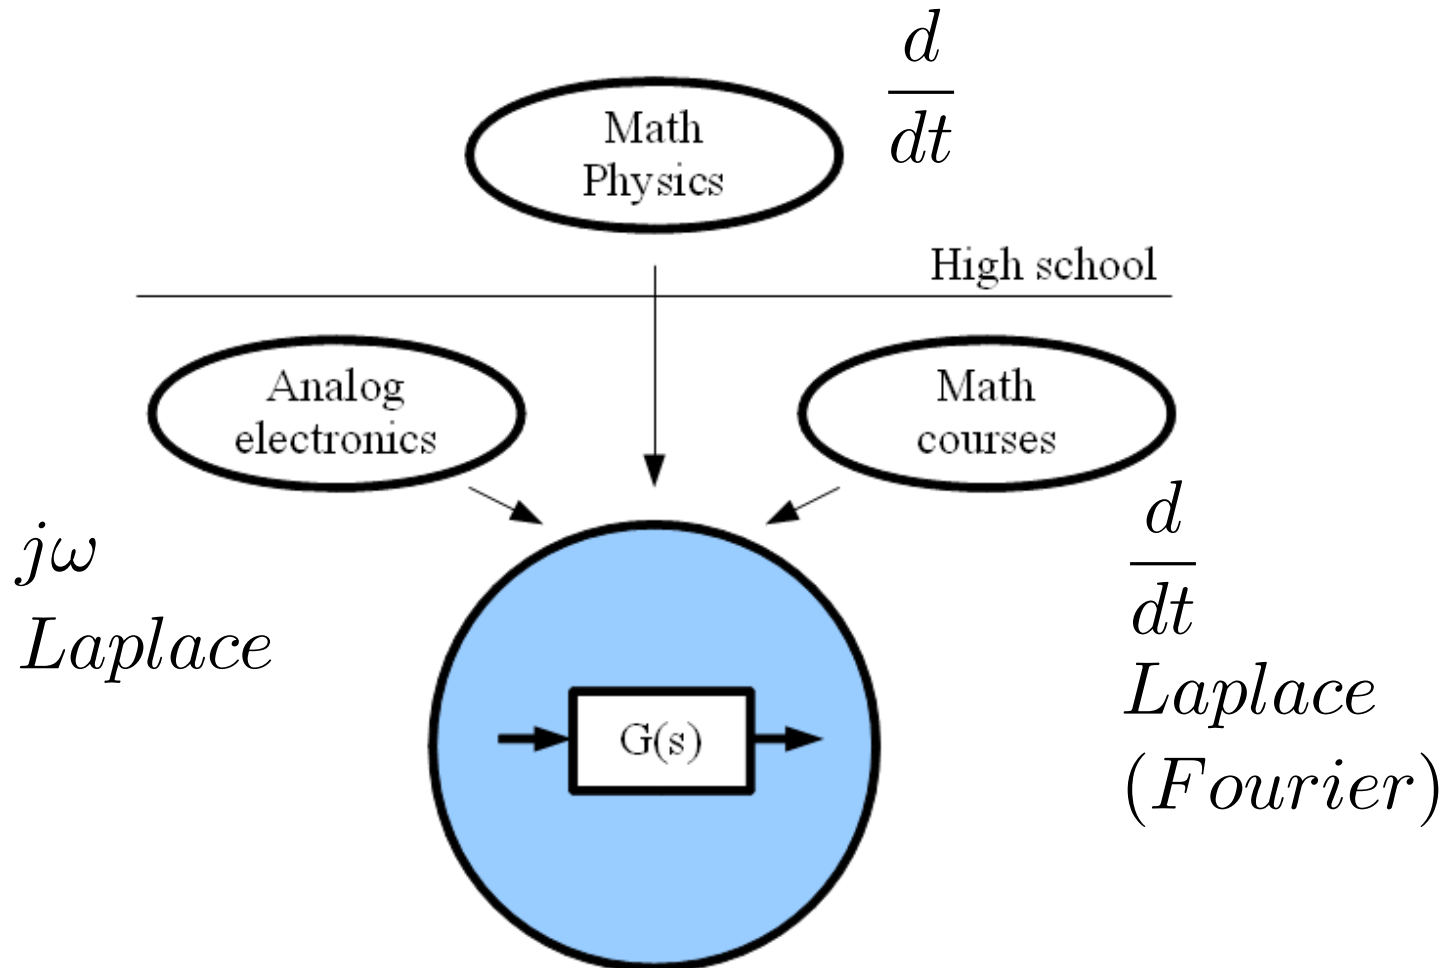 d
dt
Math
Physics
High school
Analog
electronics
Math
courses
jω
Laplace
d
dt
Laplace
(Fourier)
G(s)